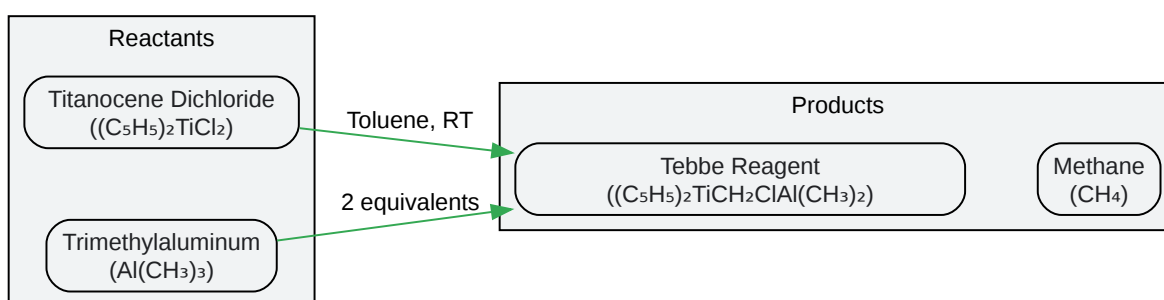 Reactants
Titanocene Dichloride
((C₅H₅)₂TiCl₂)
Trimethylaluminum
(Al(CH₃)₃)
Toluene, RT
2 equivalents
Products
Tebbe Reagent
((C₅H₅)₂TiCH₂ClAl(CH₃)₂)
Methane
(CH₄)